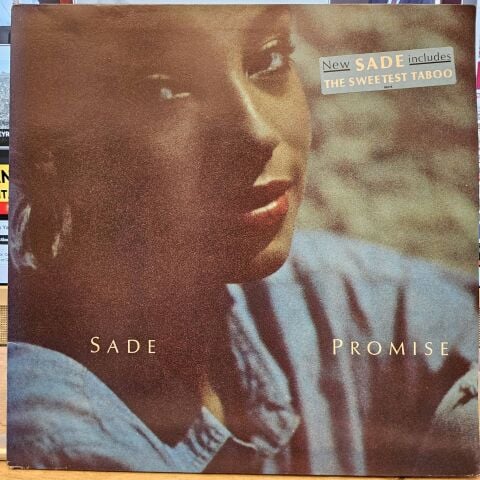 New SADE includes
THE SWEETEST TABOO
SADE
PROMISE